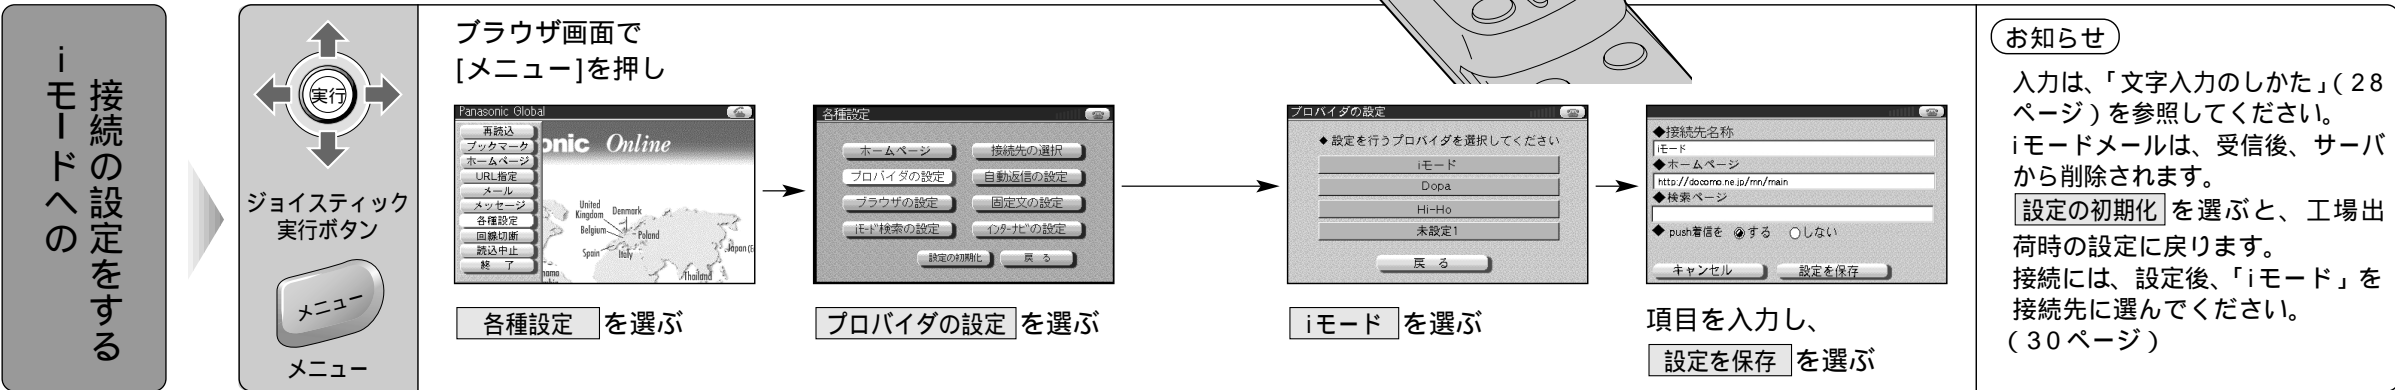 iモードへの
接続の設定をする
実行
ジョイスティック
実行ボタン
メニュー
メニュー
ブラウザ画面で
[メニュー]を押し
Panasonic Global
再読込
ブックマーク
ホームページ
URL指定
メール
メッセージ
各種設定
回線切断
読込中止
終 了
onic Online
United
Kingdom
Denmark
Belgium
Poland
Spain
Italy
Japan(E
Thailand
nama
各種設定 を選ぶ
各種設定
ホームページ 接続先の選択
プロバイダの設定 自動返信の設定
ブラウザの設定 固定文の設定
iモード検索の設定 インターナビの設定
設定の初期化 戻 る
プロバイダの設定 を選ぶ
プロバイダの設定
◆設定を行うプロバイダを選択してください
iモード
Dopa
Hi-Ho
未設定1
戻 る
iモード を選ぶ
◆接続先名称
iモード
◆ホームページ
http://docomo.ne.jp/mn/main
◆検索ページ
◆ push着信を ◉する ○しない
キャンセル 設定を保存
項目を入力し、
設定を保存 を選ぶ
お知らせ
入力は、「文字入力のしかた」(28
ページ)を参照してください。
iモードメールは、受信後、サーバ
から削除されます。
設定の初期化 を選ぶと、工場出
荷時の設定に戻ります。
接続には、設定後、「iモード」を
接続先に選んでください。
(30ページ)